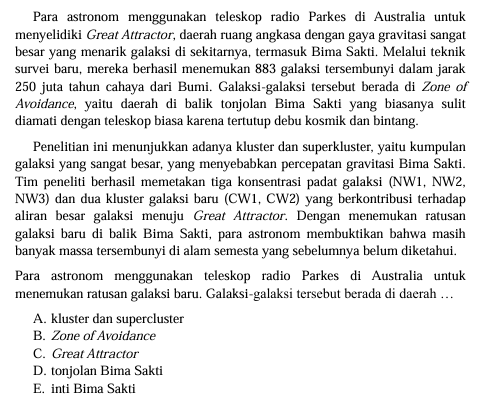 Para astronom menggunakan teleskop radio Parkes di Australia untuk
menyelidiki Great Attractor, daerah ruang angkasa dengan gaya gravitasi sangat
besar yang menarik galaksi di sekitarnya, termasuk Bima Sakti. Melalui teknik
survei baru, mereka berhasil menemukan 883 galaksi tersembunyi dalam jarak
250 juta tahun cahaya dari Bumi. Galaksi-galaksi tersebut berada di Zone of
Avoidance, yaitu daerah di balik tonjolan Bima Sakti yang biasanya sulit
diamati dengan teleskop biasa karena tertutup debu kosmik dan bintang.
Penelitian ini menunjukkan adanya kluster dan superkluster, yaitu kumpulan
galaksi yang sangat besar, yang menyebabkan percepatan gravitasi Bima Sakti.
Tim peneliti berhasil memetakan tiga konsentrasi padat galaksi (NW1, NW2,
NW3) dan dua kluster galaksi baru (CW1, CW2) yang berkontribusi terhadap
aliran besar galaksi menuju Great Attractor. Dengan menemukan ratusan
galaksi baru di balik Bima Sakti, para astronom membuktikan bahwa masih
banyak massa tersembunyi di alam semesta yang sebelumnya belum diketahui.
Para astronom menggunakan teleskop radio Parkes di Australia untuk
menemukan ratusan galaksi baru. Galaksi-galaksi tersebut berada di daerah …
A. kluster dan supercluster
B. Zone of Avoidance
C. Great Attractor
D. tonjolan Bima Sakti
E. inti Bima Sakti